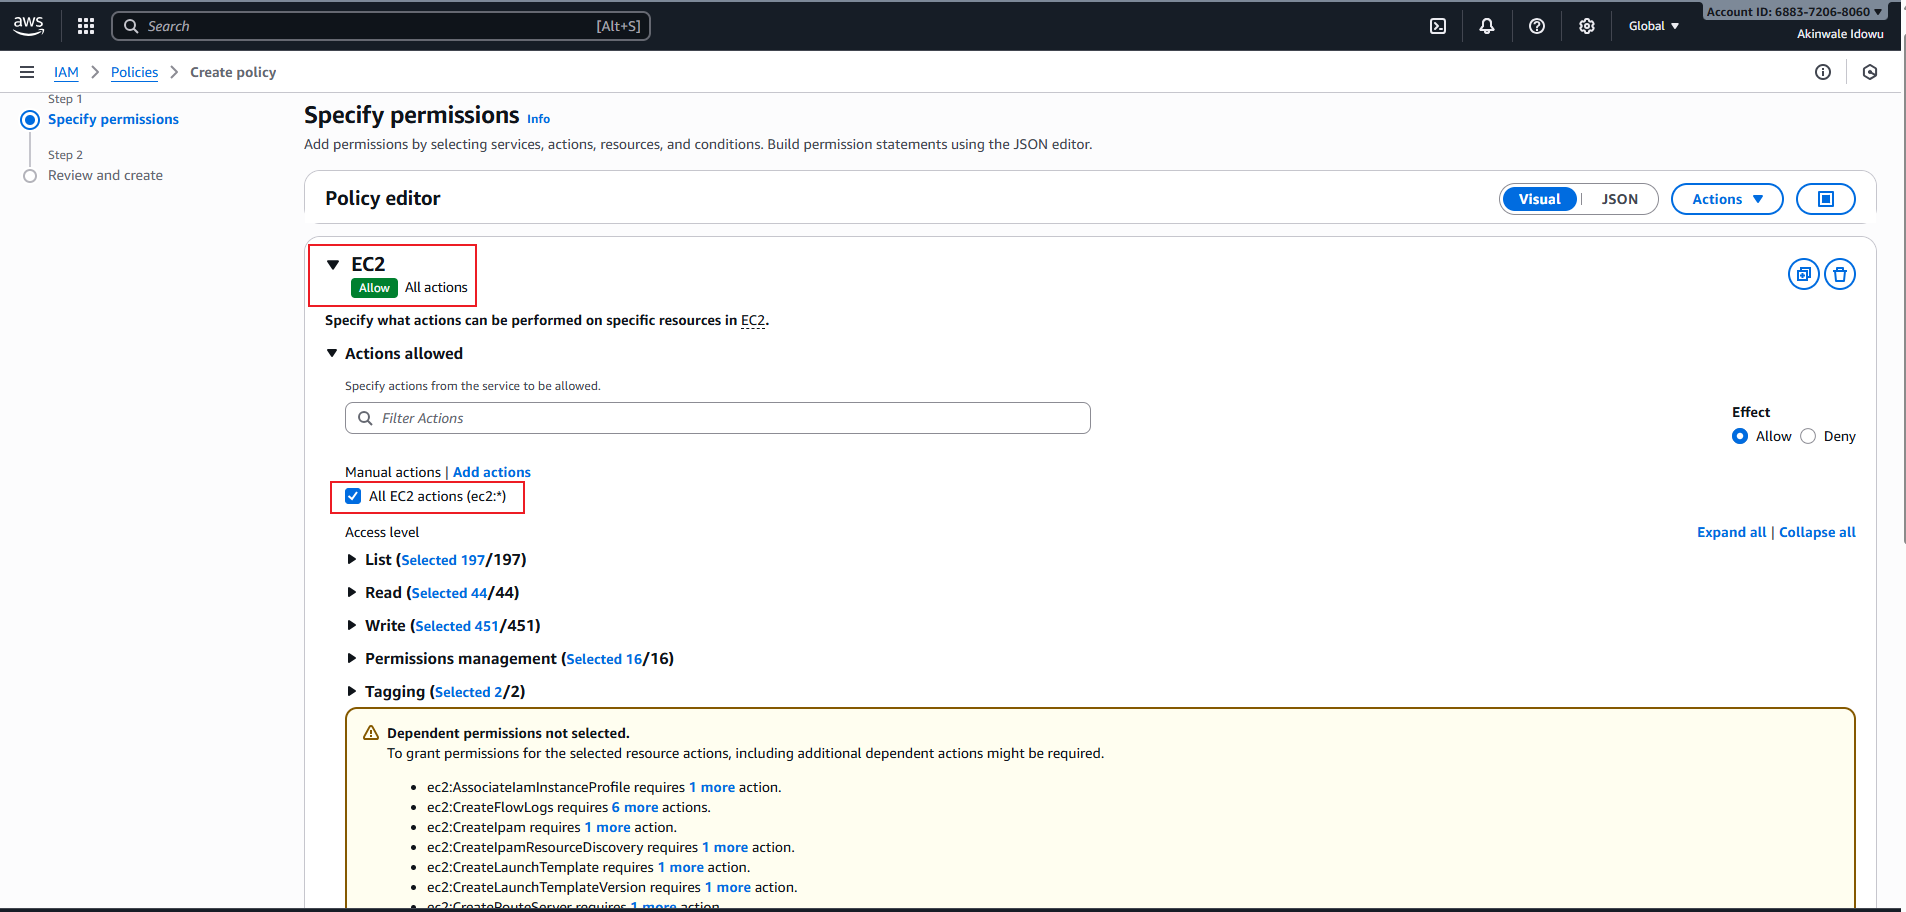 aws
Search
[Alt+S]
Global
Account ID: 6883-7206-8060
Akinwale Idowu
IAM
Policies
Create policy
Step 1
Specify permissions
Step 2
Review and create
Specify permissions Info
Add permissions by selecting services, actions, resources, and conditions. Build permission statements using the JSON editor.
Policy editor
Visual
JSON
Actions
EC2
Allow All actions
Specify what actions can be performed on specific resources in EC2.
Actions allowed
Specify actions from the service to be allowed.
Filter Actions
Effect
Allow
Deny
Manual actions | Add actions
All EC2 actions (ec2:*)
Access level
Expand all | Collapse all
List (Selected 197/197)
Read (Selected 44/44)
Write (Selected 451/451)
Permissions management (Selected 16/16)
Tagging (Selected 2/2)
Dependent permissions not selected.
To grant permissions for the selected resource actions, including additional dependent actions might be required.
• ec2:AssociateIamInstanceProfile requires 1 more action.
• ec2:CreateFlowLogs requires 6 more actions.
• ec2:CreateIpam requires 1 more action.
• ec2:CreateIpamResourceDiscovery requires 1 more action.
• ec2:CreateLaunchTemplate requires 1 more action.
• ec2:CreateLaunchTemplateVersion requires 1 more action.
• ec2:CreateRouteServer requires 1 more action.